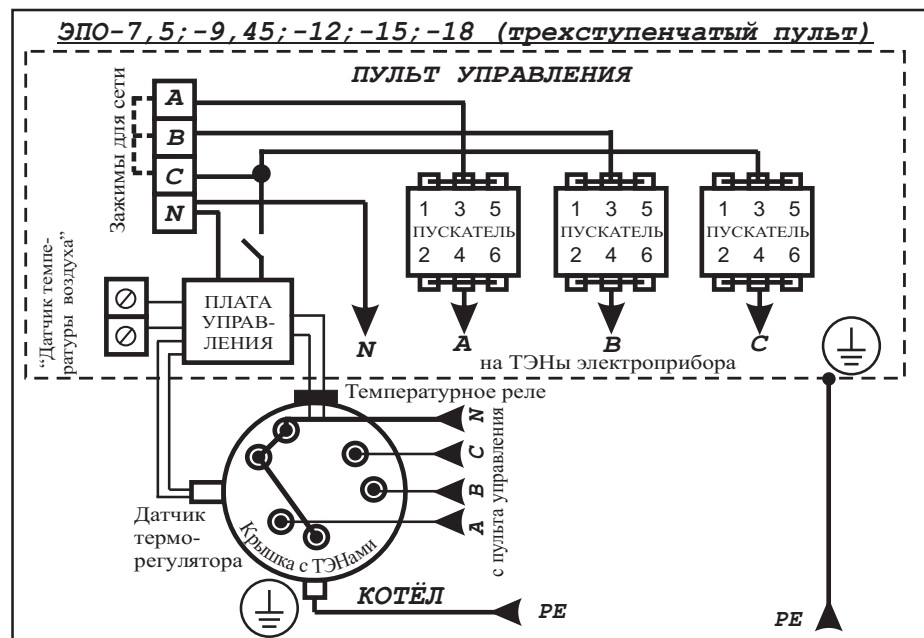 ЭПО-7,5;-9,45;-12;-15;-18 (трехступенчатый пульт)
ПУЛЬТ УПРАВЛЕНИЯ
Зажимы для сети
A
B
C
N
1 3 5
ПУСКАТЕЛЬ
2 4 6
1 3 5
ПУСКАТЕЛЬ
2 4 6
1 3 5
ПУСКАТЕЛЬ
2 4 6
“Датчик темпе-
ратуры воздуха”
ПЛАТА
УПРАВ-
ЛЕНИЯ
N
A
B
C
на ТЭНы электроприбора
Температурное реле
N
C
B
A
с пульта управления
Датчик
термо-
регулятора
Крышка с ТЭНами
КОТЁЛ
PE
PE